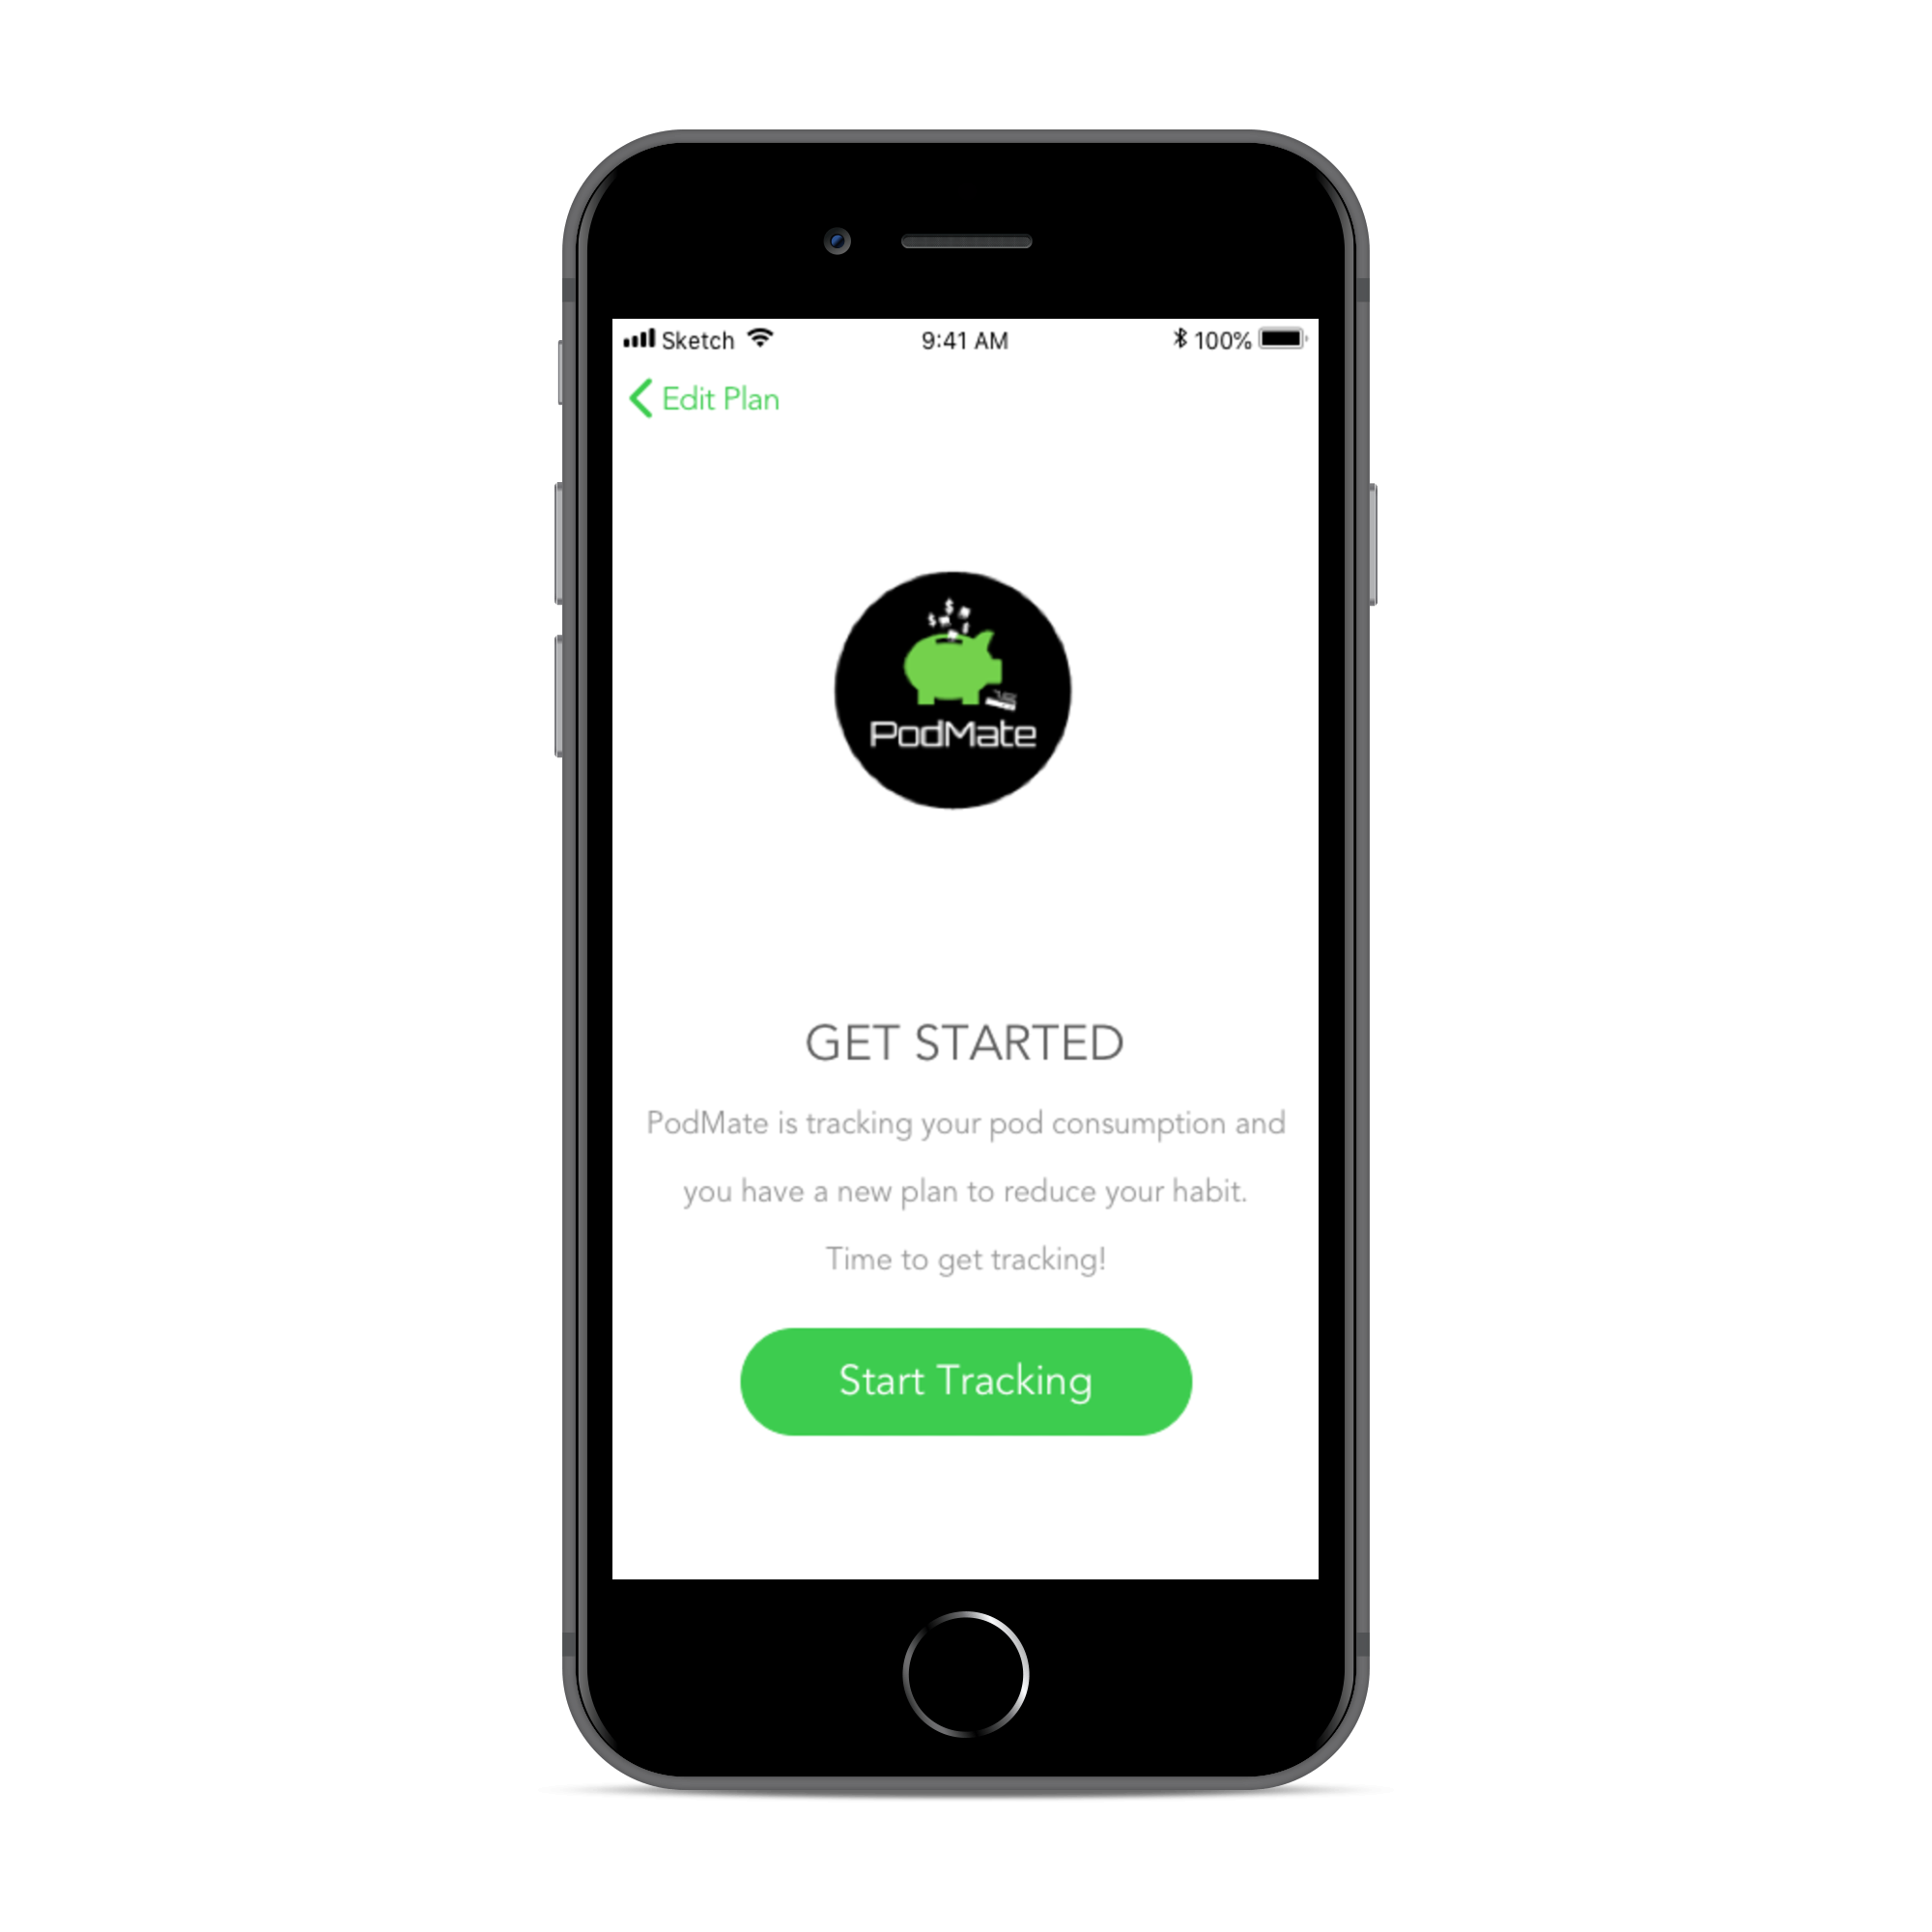 Sketch 9:41 AM 100%
Edit Plan
PodMate
GET STARTED
PodMate is tracking your pod consumption and
you have a new plan to reduce your habit.
Time to get tracking!
Start Tracking